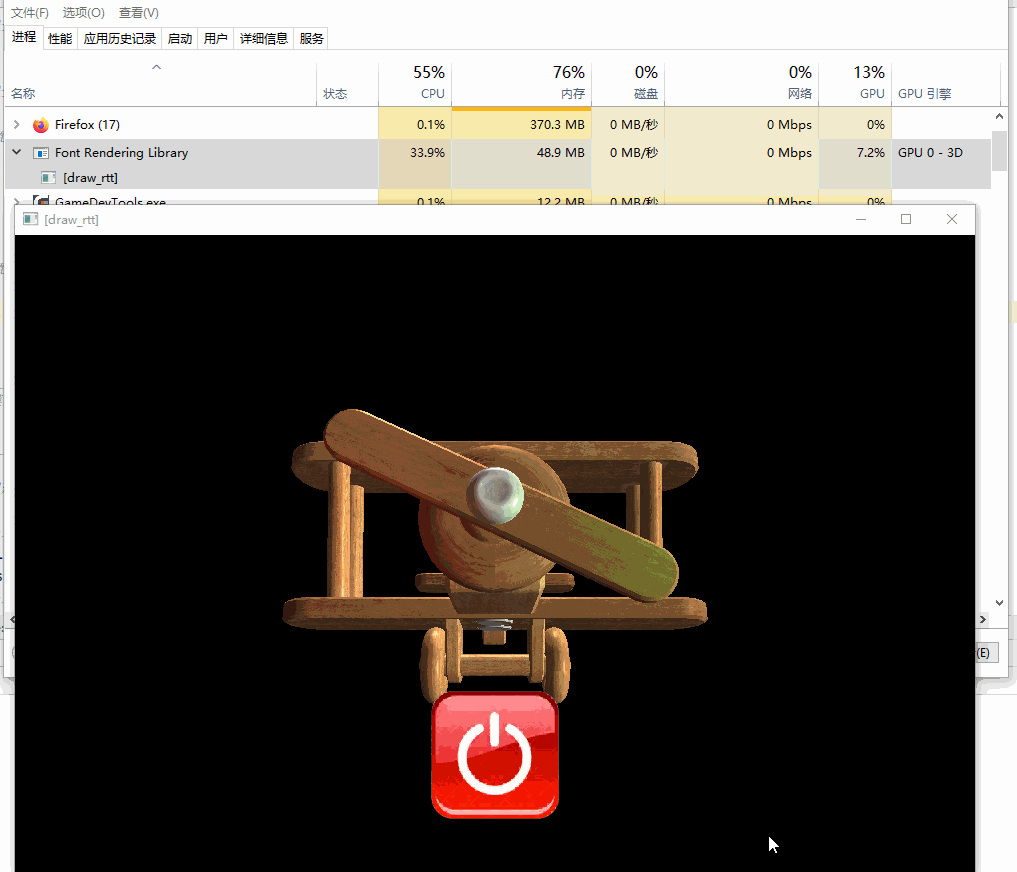 文件(F) 选项(O) 查看(V)
进程 性能 应用历史记录 启动 用户 详细信息 服务
55% 76% 0% 0% 13%
名称 状态 CPU 内存 磁盘 网络 GPU GPU 引擎
Firefox (17) 0.1% 370.3 MB 0 MB/秒 0 Mbps 0%
Font Rendering Library 33.9% 48.9 MB 0 MB/秒 0 Mbps 7.2% GPU 0 - 3D
[draw_rtt]
GameDevTools.exe 0.1% 12.2 MB 0 MB/秒 0 Mbps 0%
[draw_rtt]
(E)